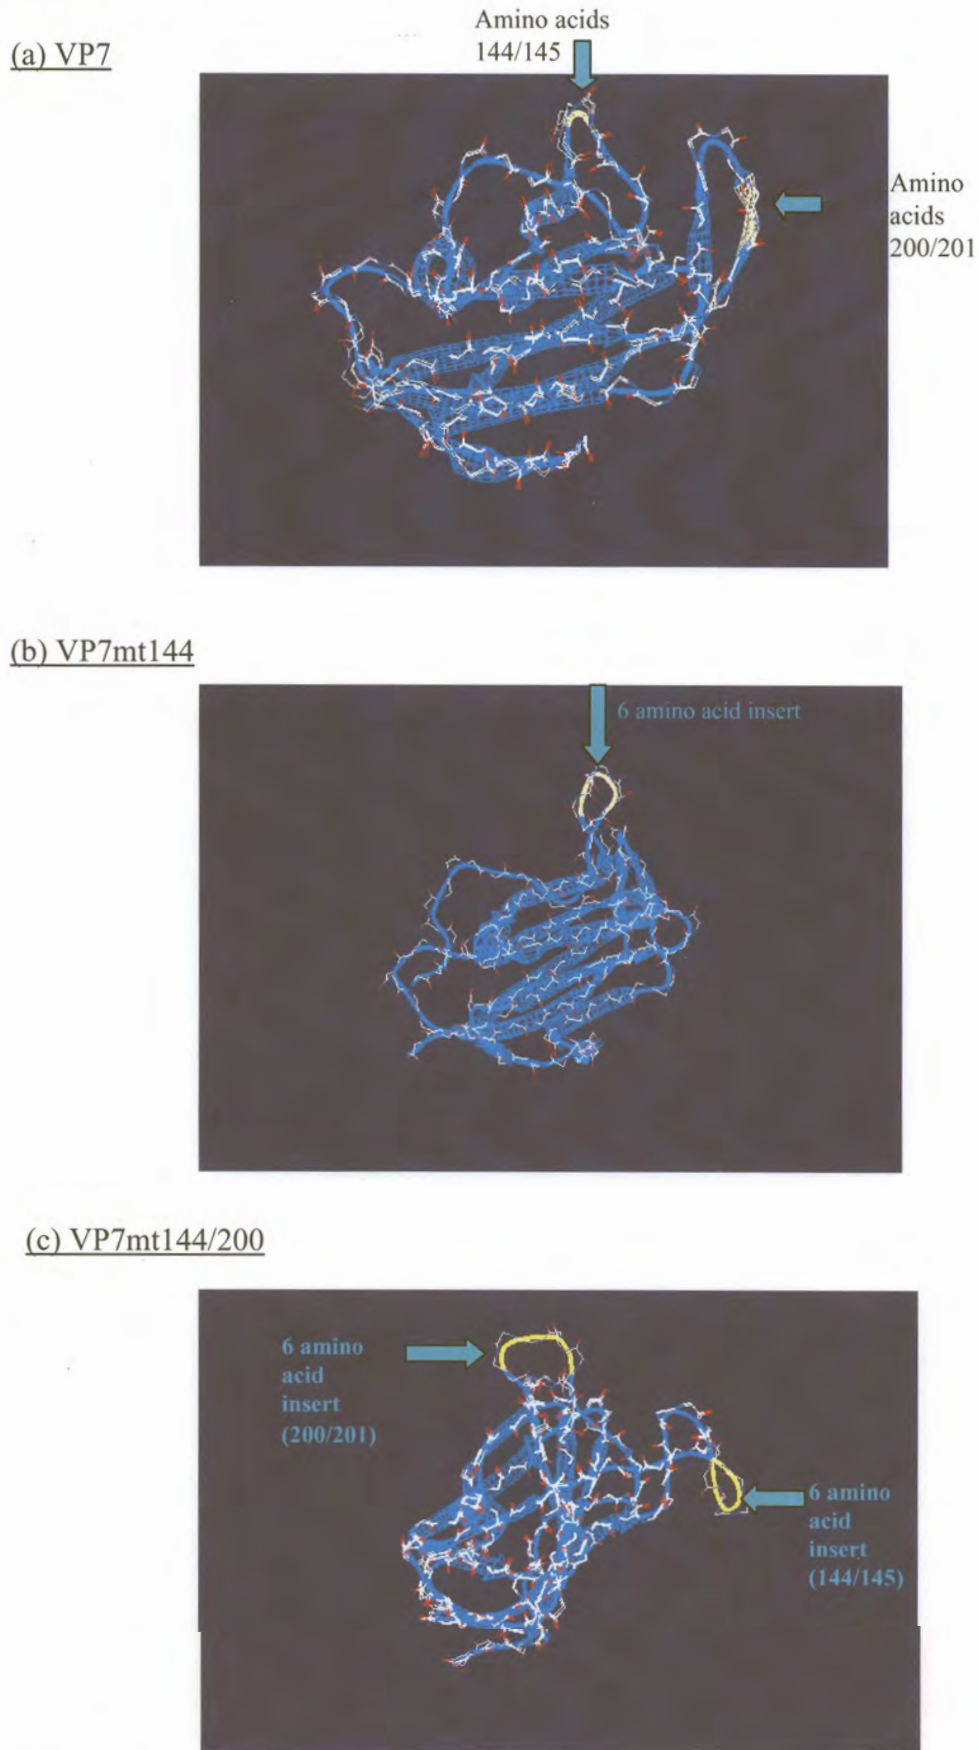 Amino acids
144/145
(a) VP7
Amino
acids
200/201
(b) VP7mt144
6 amino acid insert
(c) VP7mt144/200
6 amino
acid
insert
(200/201)
6 amino
acid
insert
(144/145)